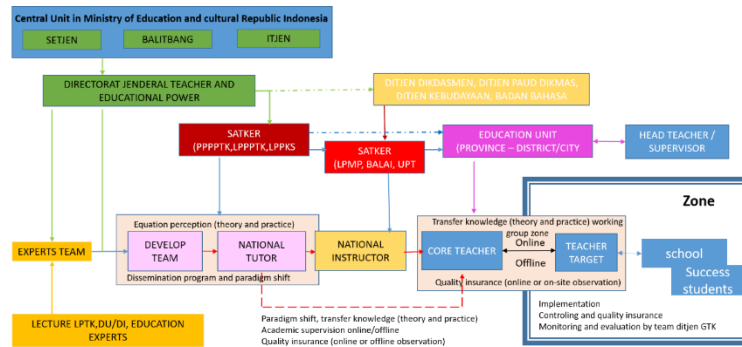 Central Unit in Ministry of Education and cultural Republic Indonesia
SETJEN
BALITBANG
ITJEN
DIRECTORAT JENDERAL TEACHER AND
EDUCATIONAL POWER
DITJEN DIKDASMEN, DITJEN PAUD DIKMAS,
DITJEN KEBUDAYAAN, BADAN BAHASA
SATKER
(PPPPTK,LPPPTK,LPPKS
SATKER
(LPMP, BALAI, UPT
EDUCATION UNIT
(PROVINCE – DISTRICT/CITY
HEAD TEACHER /
SUPERVISOR
Zone
Equation perception (theory and practice)
Transfer knowledge (theory and practice) working
group zone
EXPERTS TEAM
DEVELOP
TEAM
NATIONAL
TUTOR
NATIONAL
INSTRUCTOR
CORE TEACHER
Online
Offline
TEACHER
TARGET
school
Success
students
Dissemination program and paradigm shift
Quality insurance (online or on-site observation)
LECTURE LPTK,DU/DI, EDUCATION
EXPERTS
Paradigm shift, transfer knowledge (theory and practice)
Academic supervision online/offline
Quality insurance (online or offline observation)
Implementation
Controling and quality insurance
Monitoring and evaluation by team ditjen GTK